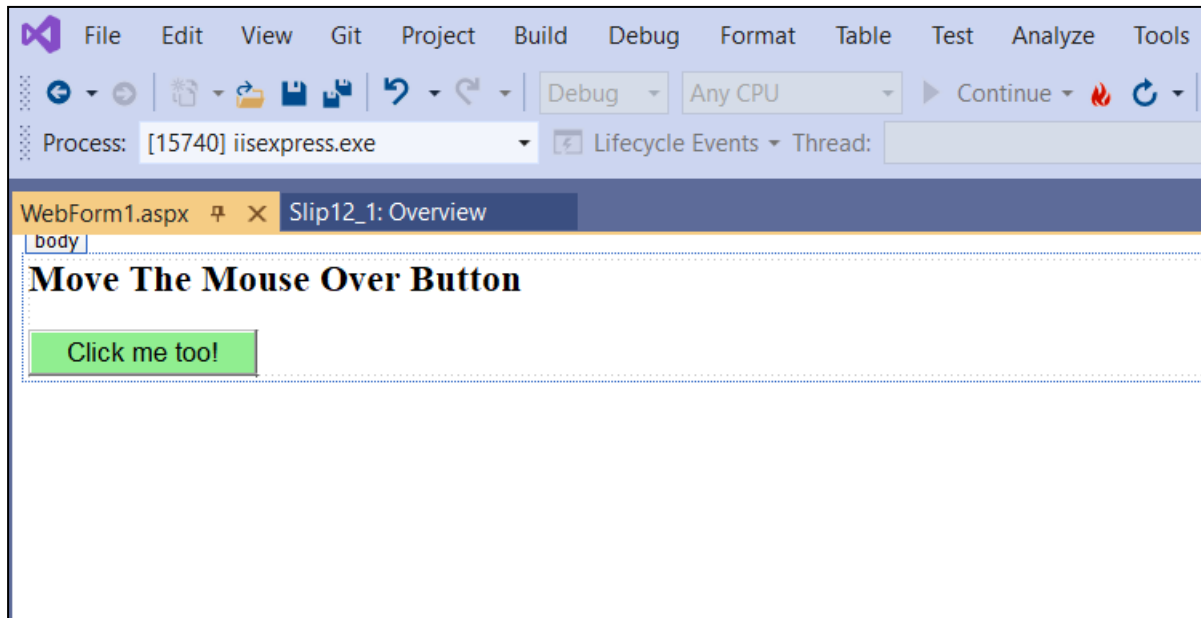 File Edit View Git Project Build Debug Format Table Test Analyze Tools
Debug Any CPU Continue
Process: [15740] iisexpress.exe Lifecycle Events Thread:
WebForm1.aspx Slip12_1: Overview
body
Move The Mouse Over Button
Click me too!